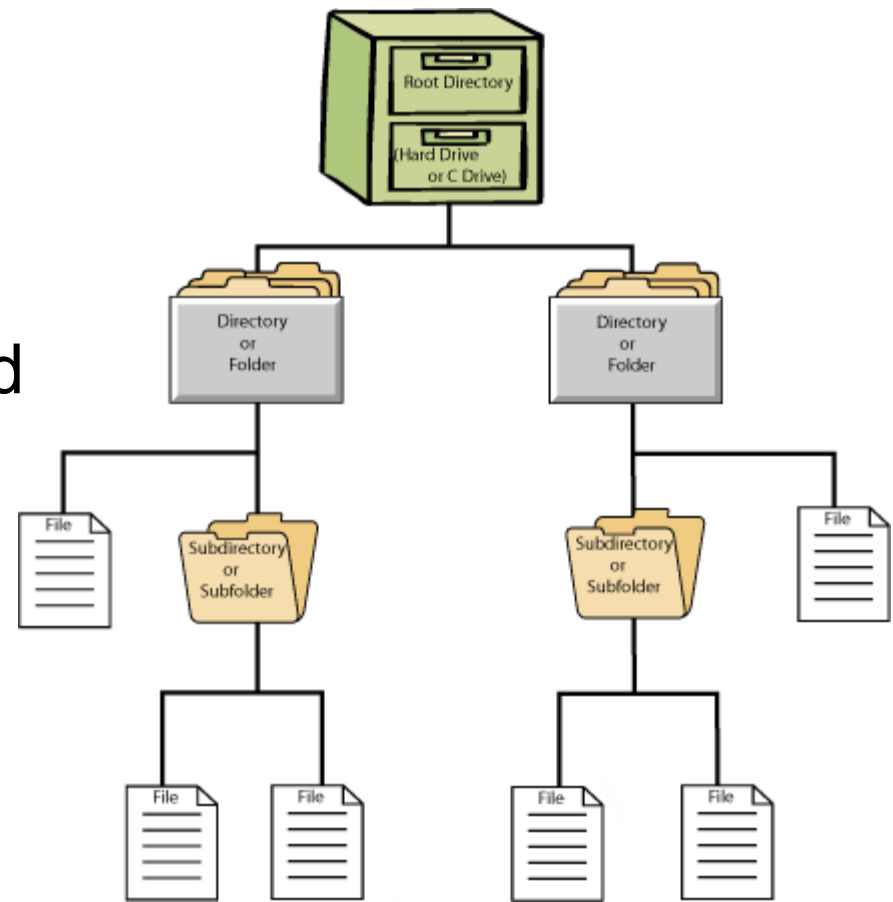 Root Directory
(Hard Drive
or C Drive)
Directory
or
Folder
Directory
or
Folder
d
File
Subdirectory
or
Subfolder
Subdirectory
or
Subfolder
File
File
File
File
File